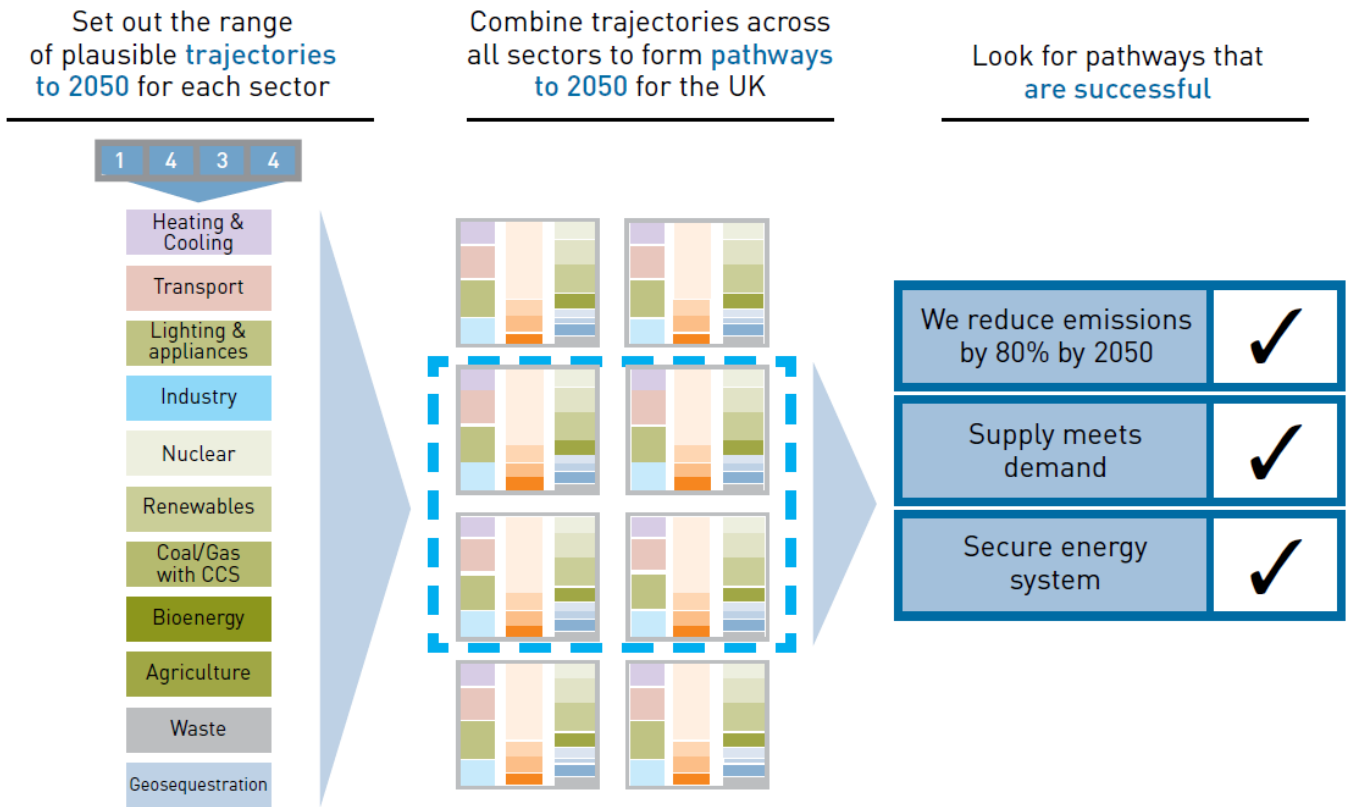 Set out the range
of plausible trajectories
to 2050 for each sector
Combine trajectories across
all sectors to form pathways
to 2050 for the UK
Look for pathways that
are successful
1 4 3 4
Heating &
Cooling
Transport
Lighting &
appliances
Industry
Nuclear
Renewables
Coal/Gas
with CCS
Bioenergy
Agriculture
Waste
Geosequestration
We reduce emissions
by 80% by 2050
Supply meets
demand
Secure energy
system